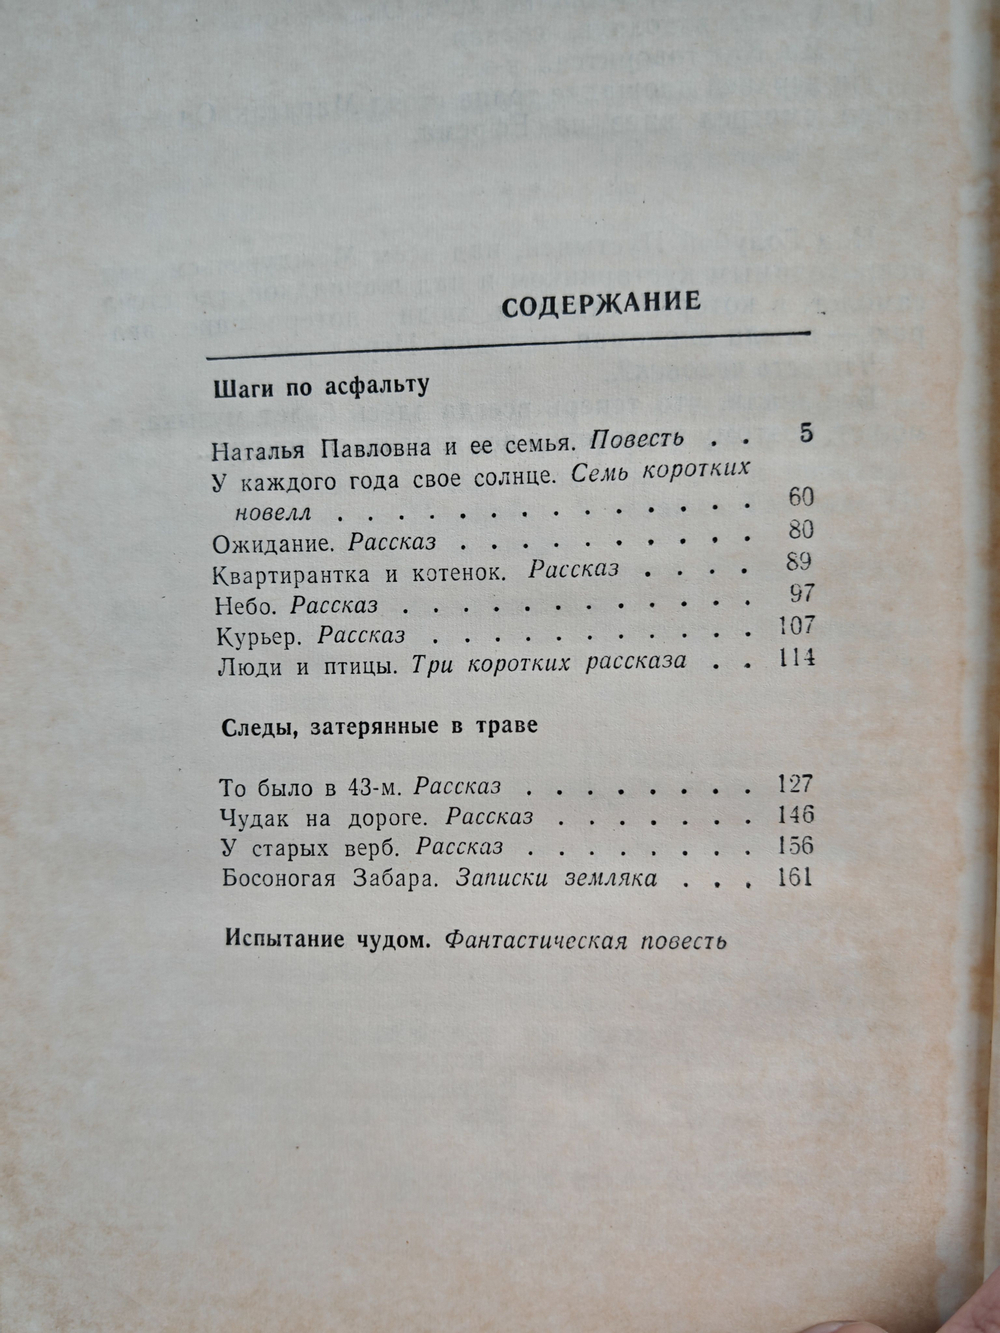 СОДЕРЖАНИЕ
Шаги по асфальту
Наталья Павловна и ее семья. Повесть . . 5
У каждого года свое солнце. Семь коротких
новелл . . . . . . . . . . . . . . 60
Ожидание. Рассказ . . . . . . . . . . 80
Квартирантка и котенок. Рассказ . . . . 89
Небо. Рассказ . . . . . . . . . . . . 97
Курьер. Рассказ . . . . . . . . . . . 107
Люди и птицы. Три коротких рассказа . . 114
Следы, затерянные в траве
То было в 43-м. Рассказ . . . . . . . . 127
Чудак на дороге. Рассказ . . . . . . . 146
У старых верб. Рассказ . . . . . . . . 156
Босоногая Забара. Записки земляка . . . 161
Испытание чудом. Фантастическая повесть